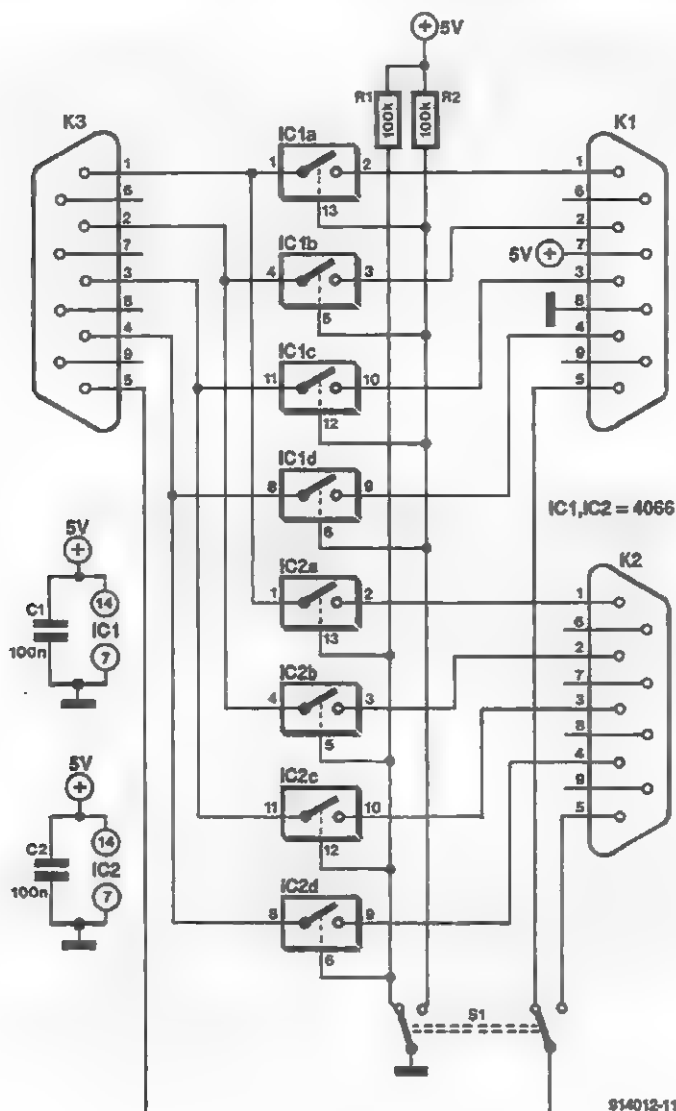 5V
R1
100k
R2
100k
K3
1
6
2
7
3
8
4
9
5
IC1a
1
2
13
IC1b
4
3
5
IC1c
11
10
12
IC1d
8
9
6
IC2a
1
2
13
IC2b
4
3
5
IC2c
11
10
12
IC2d
8
9
6
K1
1
6
2
5V
7
3
8
4
9
5
IC1,IC2 = 4066
K2
1
6
2
7
3
8
4
9
5
5V
C1
100n
14
IC1
7
5V
C2
100n
14
IC2
7
S1
914012-11